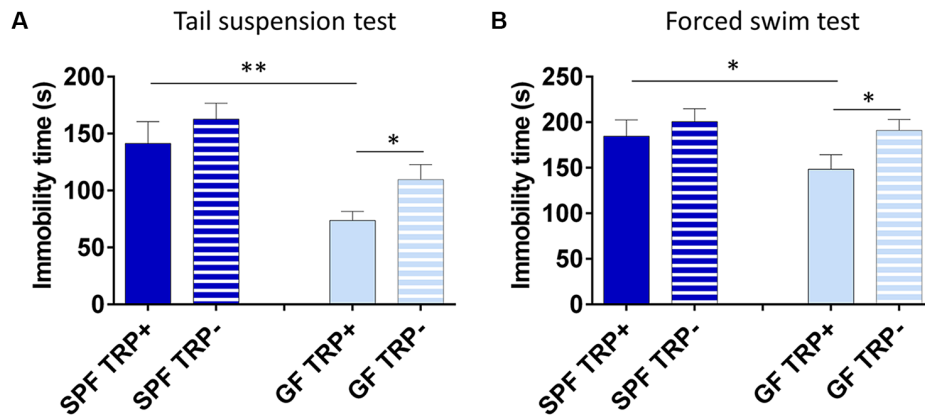 A
Tail suspension test
Immobility time (s)
200
150
100
50
0
**
*
SPF TRP+
SPF TRP-
GF TRP+
GF TRP-
B
Forced swim test
Immobility time (s)
250
200
150
100
50
0
*
*
SPF TRP+
SPF TRP-
GF TRP+
GF TRP-